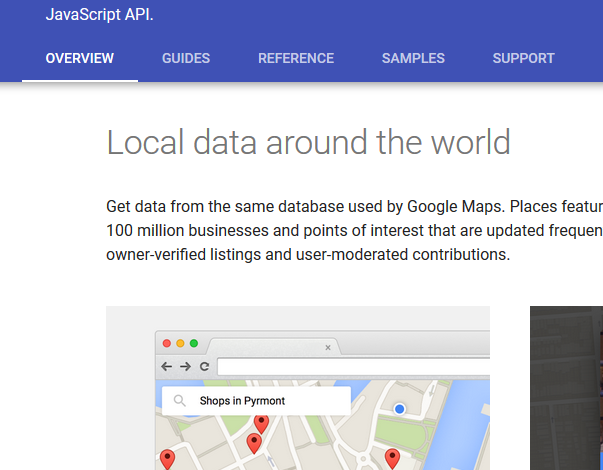 JavaScript API.
OVERVIEW GUIDES REFERENCE SAMPLES SUPPORT
Local data around the world
Get data from the same database used by Google Maps. Places featur
100 million businesses and points of interest that are updated frequen
owner-verified listings and user-moderated contributions.
Shops in Pyrmont